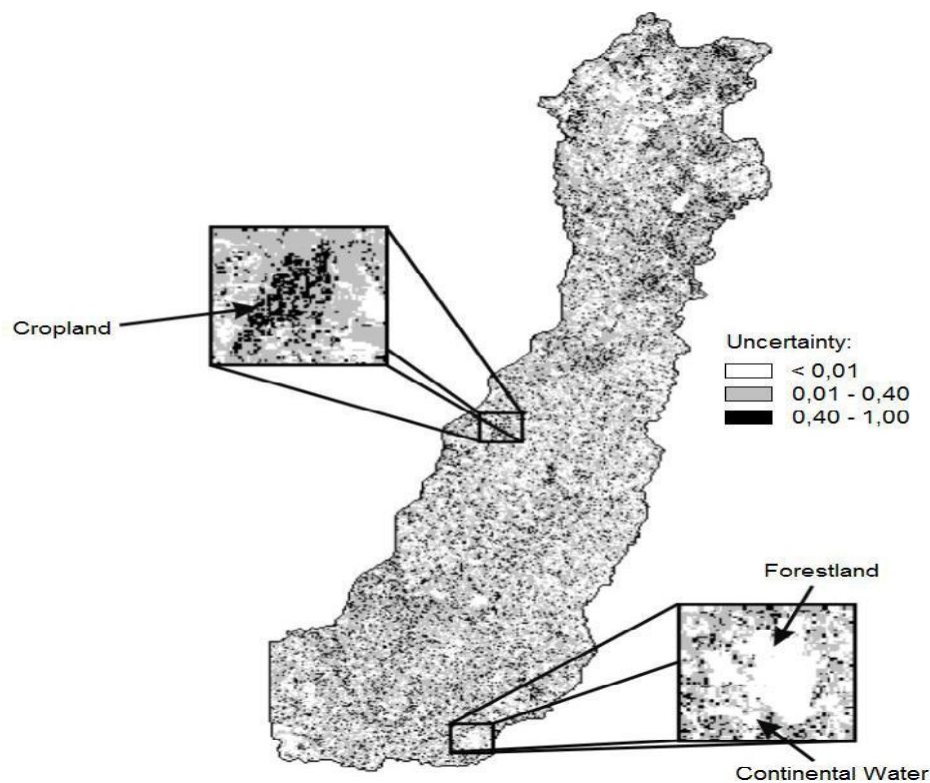 Cropland
Uncertainty:
< 0,01
0,01 - 0,40
0,40 - 1,00
Forestland
Continental Water